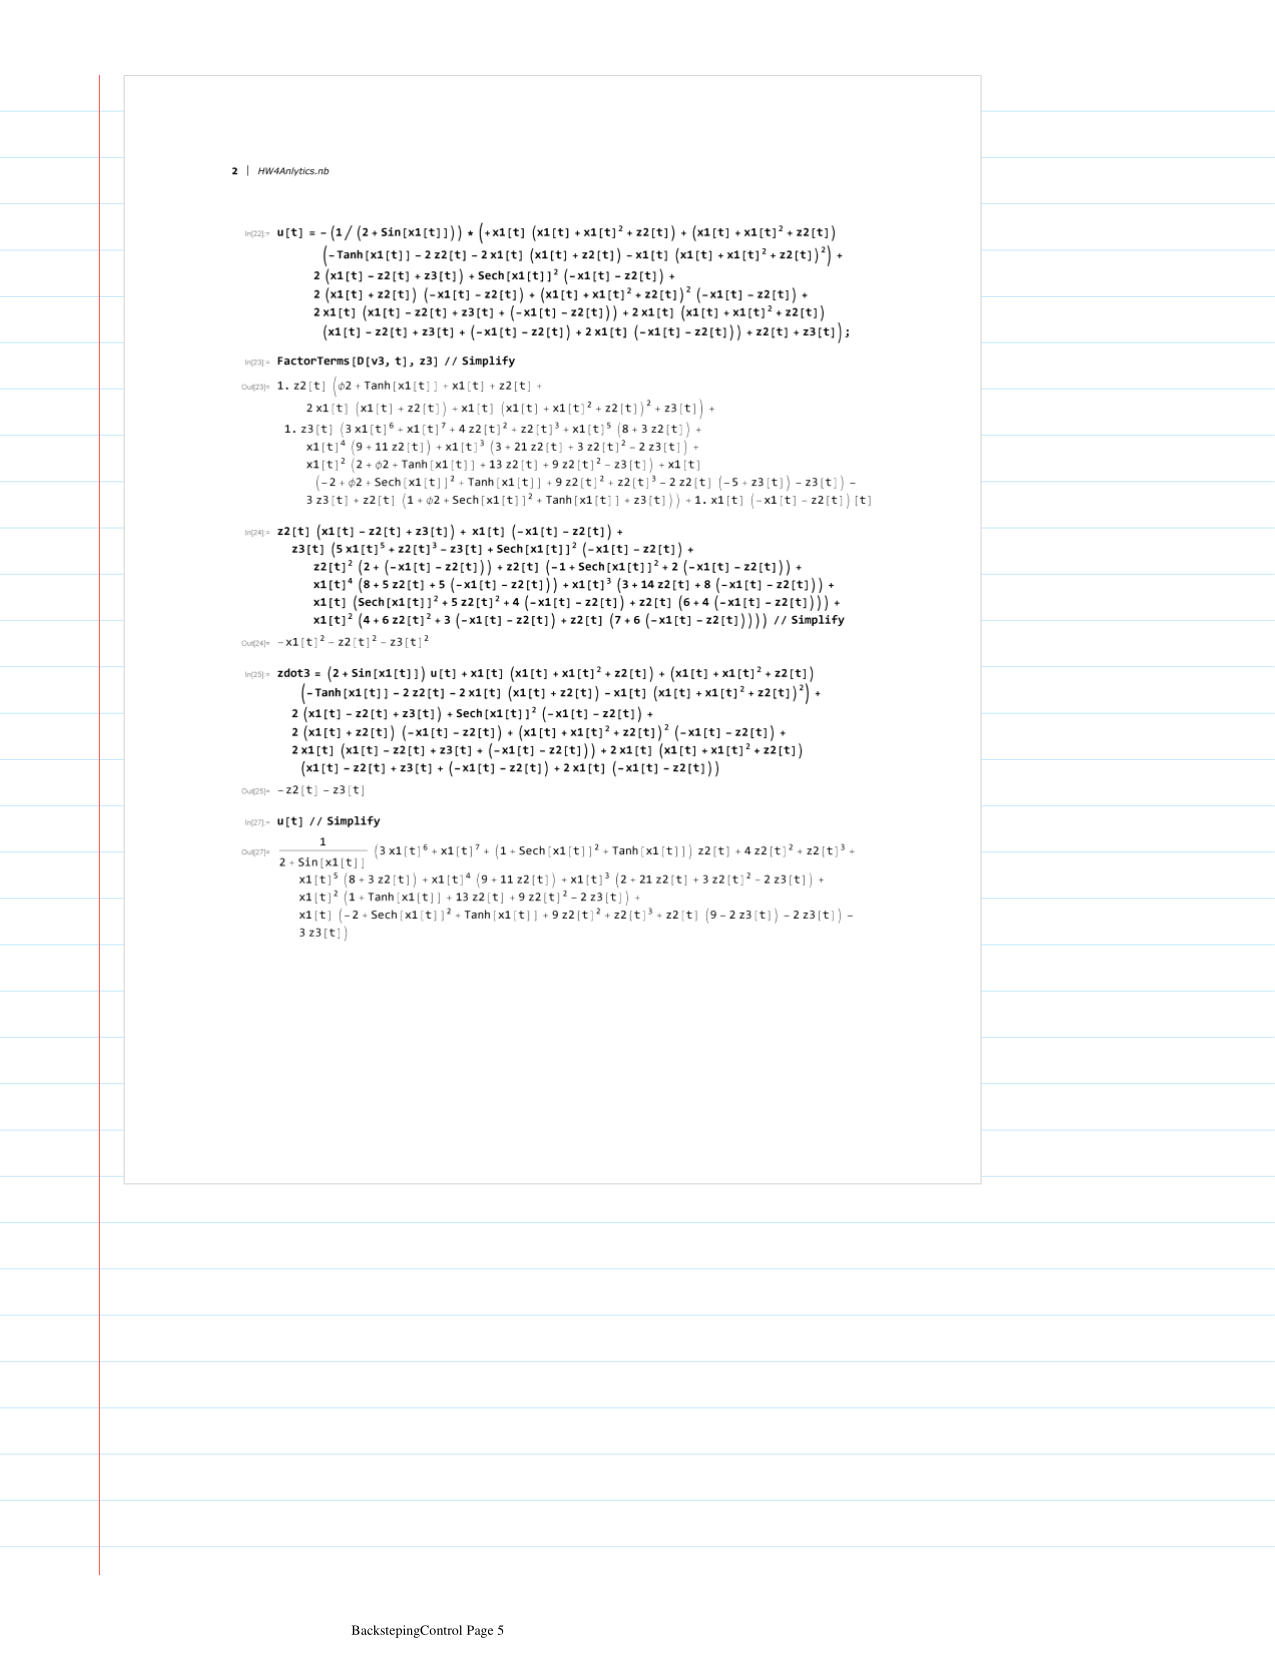 2 | HW4Anlytics.nb
In[22]:= u[t] = - (1 / (2 + Sin[x1[t]])) * (+x1[t] (x1[t] + x1[t]² + z2[t]) + (x1[t] + x1[t]² + z2[t])
(-Tanh[x1[t]] - 2 z2[t] - 2 x1[t] (x1[t] + z2[t]) - x1[t] (x1[t] + x1[t]² + z2[t])²) +
2 (x1[t] - z2[t] + z3[t]) + Sech[x1[t]]² (-x1[t] - z2[t]) +
2 (x1[t] + z2[t]) (-x1[t] - z2[t]) + (x1[t] + x1[t]² + z2[t])² (-x1[t] - z2[t]) +
2 x1[t] (x1[t] - z2[t] + z3[t] + (-x1[t] - z2[t])) + 2 x1[t] (x1[t] + x1[t]² + z2[t])
(x1[t] - z2[t] + z3[t] + (-x1[t] - z2[t]) + 2 x1[t] (-x1[t] - z2[t])) + z2[t] + z3[t]);
In[23]:= FactorTerms[D[v3, t], z3] // Simplify
Out[23]= 1. z2[t] (ϕ2 + Tanh[x1[t]] + x1[t] + z2[t] +
2 x1[t] (x1[t] + z2[t]) + x1[t] (x1[t] + x1[t]² + z2[t])² + z3[t]) +
1. z3[t] (3 x1[t]⁶ + x1[t]⁷ + 4 z2[t]² + z2[t]³ + x1[t]⁵ (8 + 3 z2[t]) +
x1[t]⁴ (9 + 11 z2[t]) + x1[t]³ (3 + 21 z2[t] + 3 z2[t]² - 2 z3[t]) +
x1[t]² (2 + ϕ2 + Tanh[x1[t]] + 13 z2[t] + 9 z2[t]² - z3[t]) + x1[t]
(-2 + ϕ2 + Sech[x1[t]]² + Tanh[x1[t]] + 9 z2[t]² + z2[t]³ - 2 z2[t] (-5 + z3[t]) - z3[t]) -
3 z3[t] + z2[t] (1 + ϕ2 + Sech[x1[t]]² + Tanh[x1[t]] + z3[t])) + 1. x1[t] (-x1[t] - z2[t])[t]
In[24]:= z2[t] (x1[t] - z2[t] + z3[t]) + x1[t] (-x1[t] - z2[t]) +
z3[t] (5 x1[t]⁵ + z2[t]³ - z3[t] + Sech[x1[t]]² (-x1[t] - z2[t]) +
z2[t]² (2 + (-x1[t] - z2[t])) + z2[t] (-1 + Sech[x1[t]]² + 2 (-x1[t] - z2[t])) +
x1[t]⁴ (8 + 5 z2[t] + 5 (-x1[t] - z2[t])) + x1[t]³ (3 + 14 z2[t] + 8 (-x1[t] - z2[t])) +
x1[t] (Sech[x1[t]]² + 5 z2[t]² + 4 (-x1[t] - z2[t]) + z2[t] (6 + 4 (-x1[t] - z2[t]))) +
x1[t]² (4 + 6 z2[t]² + 3 (-x1[t] - z2[t]) + z2[t] (7 + 6 (-x1[t] - z2[t])))) // Simplify
Out[24]= -x1[t]² - z2[t]² - z3[t]²
In[25]:= zdot3 = (2 + Sin[x1[t]]) u[t] + x1[t] (x1[t] + x1[t]² + z2[t]) + (x1[t] + x1[t]² + z2[t])
(-Tanh[x1[t]] - 2 z2[t] - 2 x1[t] (x1[t] + z2[t]) - x1[t] (x1[t] + x1[t]² + z2[t])²) +
2 (x1[t] - z2[t] + z3[t]) + Sech[x1[t]]² (-x1[t] - z2[t]) +
2 (x1[t] + z2[t]) (-x1[t] - z2[t]) + (x1[t] + x1[t]² + z2[t])² (-x1[t] - z2[t]) +
2 x1[t] (x1[t] - z2[t] + z3[t] + (-x1[t] - z2[t])) + 2 x1[t] (x1[t] + x1[t]² + z2[t])
(x1[t] - z2[t] + z3[t] + (-x1[t] - z2[t]) + 2 x1[t] (-x1[t] - z2[t]))
Out[25]= -z2[t] - z3[t]
In[27]:= u[t] // Simplify
Out[27]= 1 / 2 + Sin[x1[t]] (3 x1[t]⁶ + x1[t]⁷ + (1 + Sech[x1[t]]² + Tanh[x1[t]]) z2[t] + 4 z2[t]² + z2[t]³ +
x1[t]⁵ (8 + 3 z2[t]) + x1[t]⁴ (9 + 11 z2[t]) + x1[t]³ (2 + 21 z2[t] + 3 z2[t]² - 2 z3[t]) +
x1[t]² (1 + Tanh[x1[t]] + 13 z2[t] + 9 z2[t]² - 2 z3[t]) +
x1[t] (-2 + Sech[x1[t]]² + Tanh[x1[t]] + 9 z2[t]² + z2[t]³ + z2[t] (9 - 2 z3[t]) - 2 z3[t]) -
3 z3[t])
BackstepingControl Page 5